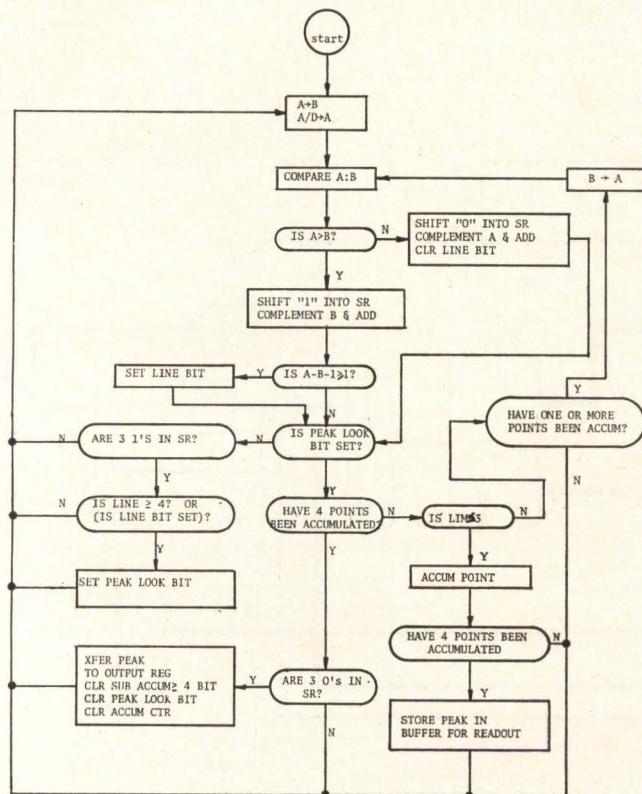 start
A→B
A/D→A
COMPARE A:B
B → A
IS A>B?
N
SHIFT "0" INTO SR
COMPLEMENT A & ADD
CLR LINE BIT
Y
SHIFT "1" INTO SR
COMPLEMENT B & ADD
SET LINE BIT
Y
IS A-B-1≥1?
N
Y
HAVE ONE OR MORE
POINTS BEEN ACCUM?
N
ARE 3 1'S IN SR?
N
IS PEAK LOOK
BIT SET?
N
Y
Y
N
IS LINE ≥ 4? OR
(IS LINE BIT SET)?
HAVE 4 POINTS
BEEN ACCUMULATED?
N
N
Y
Y
Y
SET PEAK LOOK BIT
ACCUM POINT
HAVE 4 POINTS BEEN
ACCUMULATED
N
XFER PEAK
TO OUTPUT REG
CLR SUB ACCUM≥ 4 BIT
CLR PEAK LOOK BIT
CLR ACCUM CTR
Y
ARE 3 0's IN
SR?
Y
N
STORE PEAK IN
BUFFER FOR READOUT